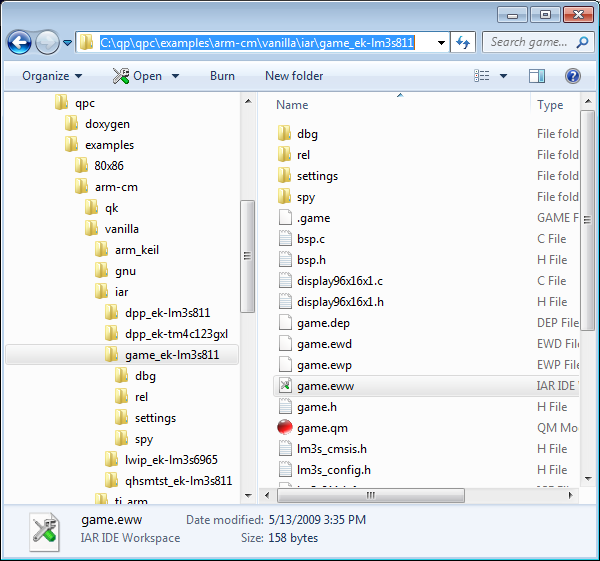 C:\qp\qpc\examples\arm-cm\vanilla\iar\game_ek-lm3s811
Search game...
Organize
Open
Burn
New folder
qpc
doxygen
examples
80x86
arm-cm
qk
vanilla
arm_keil
gnu
iar
dpp_ek-lm3s811
dpp_ek-tm4c123gxl
game_ek-lm3s811
dbg
rel
settings
spy
lwip_ek-lm3s6965
qhsmtst_ek-lm3s811
ti_arm
Name Type
dbg File fold
rel File fold
settings File fold
spy File fold
.game GAME F
bsp.c C File
bsp.h H File
display96x16x1.c C File
display96x16x1.h H File
game.dep DEP File
game.ewd EWD File
game.ewp EWP File
game.eww IAR IDE W
game.h H File
game.qm QM Mo
lm3s_cmsis.h H File
lm3s_config.h H File
game.eww Date modified: 5/13/2009 3:35 PM
IAR IDE Workspace Size: 158 bytes